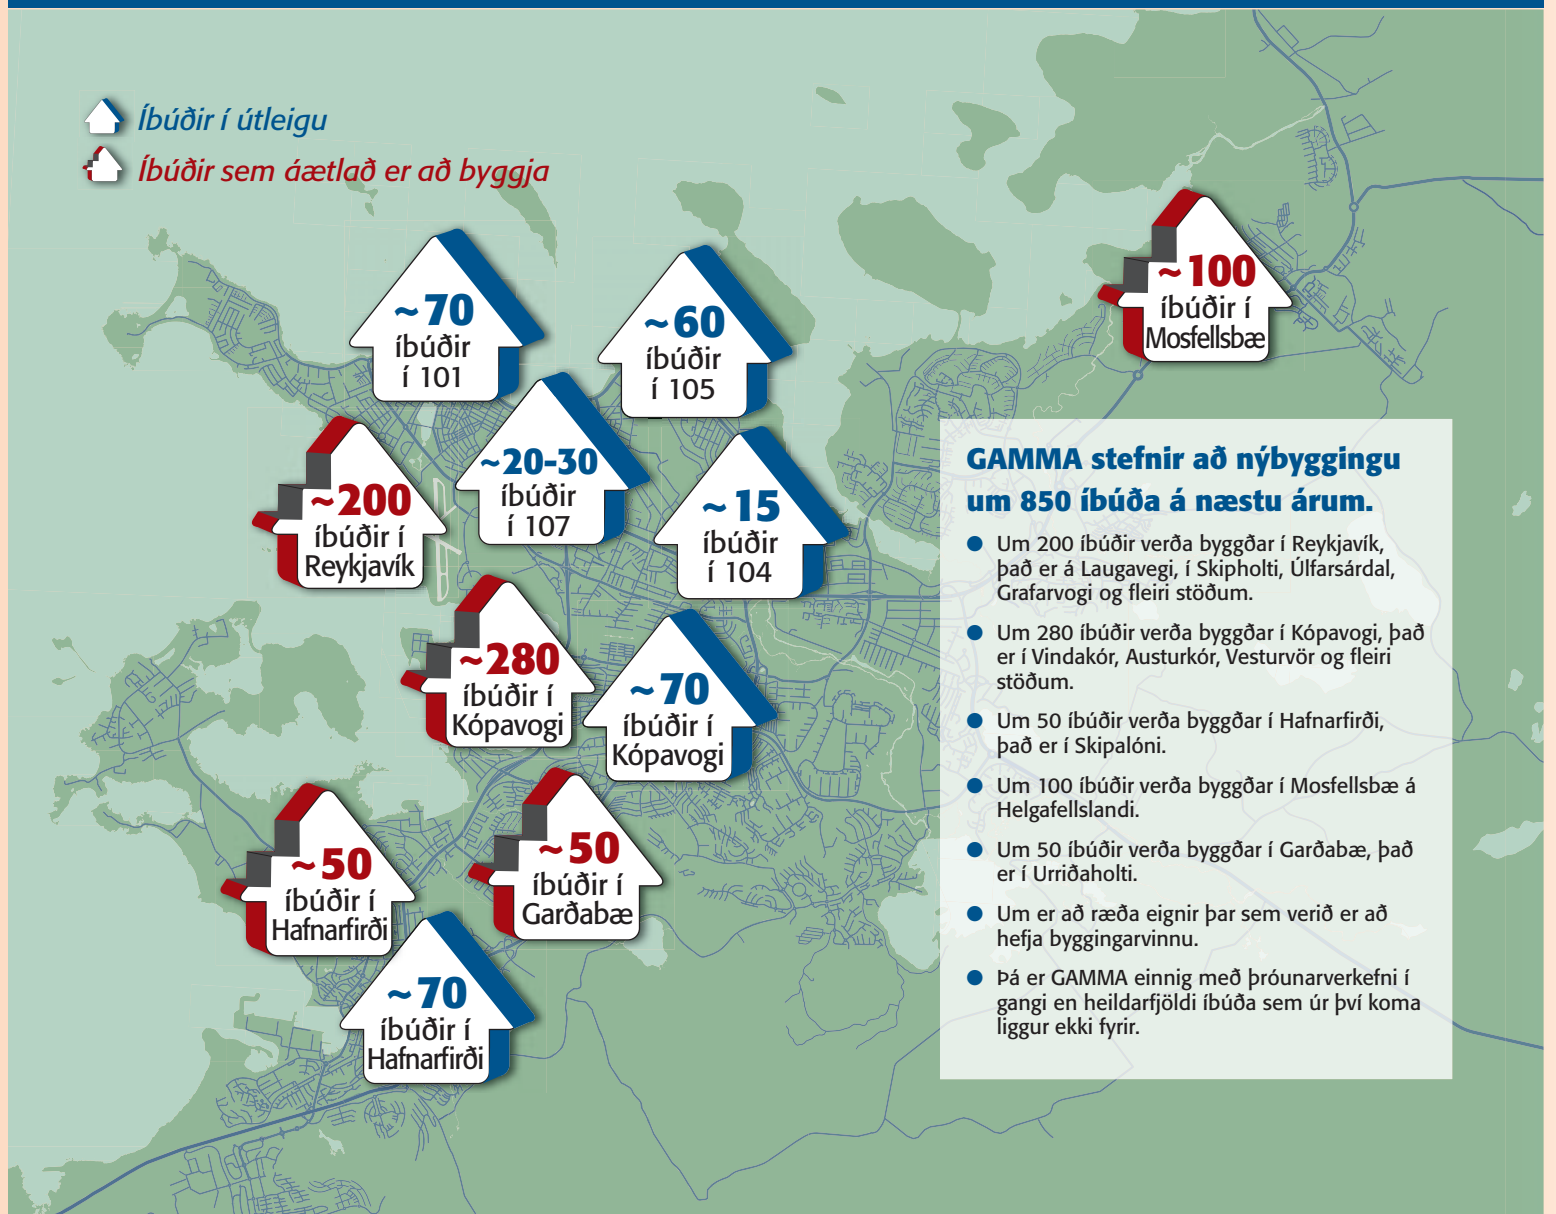 Íbúðir í útleigu
Íbúðir sem áætlað er að byggja
~70
íbúðir
í 101
~60
íbúðir
í 105
~100
íbúðir í
Mosfellsbæ
~20-30
íbúðir
í 107
~200
íbúðir í
Reykjavík
~15
íbúðir
í 104
~280
íbúðir í
Kópavogi
~70
íbúðir í
Kópavogi
~50
íbúðir í
Hafnarfirði
~50
íbúðir í
Garðabæ
~70
íbúðir í
Hafnarfirði
GAMMA stefnir að nýbyggingu
um 850 íbúða á næstu árum.
● Um 200 íbúðir verða byggðar í Reykjavík,
það er á Laugavegi, í Skipholti, Úlfarsárdal,
Grafarvogi og fleiri stöðum.
● Um 280 íbúðir verða byggðar í Kópavogi, það
er í Vindakór, Austurkór, Vesturvör og fleiri
stöðum.
● Um 50 íbúðir verða byggðar í Hafnarfirði,
það er í Skipalóni.
● Um 100 íbúðir verða byggðar í Mosfellsbæ á
Helgafellslandi.
● Um 50 íbúðir verða byggðar í Garðabæ, það
er í Urriðaholti.
● Um er að ræða eignir þar sem verið er að
hefja byggingarvinnu.
● Þá er GAMMA einnig með þróunarverkefni í
gangi en heildarfjöldi íbúða sem úr því koma
liggur ekki fyrir.